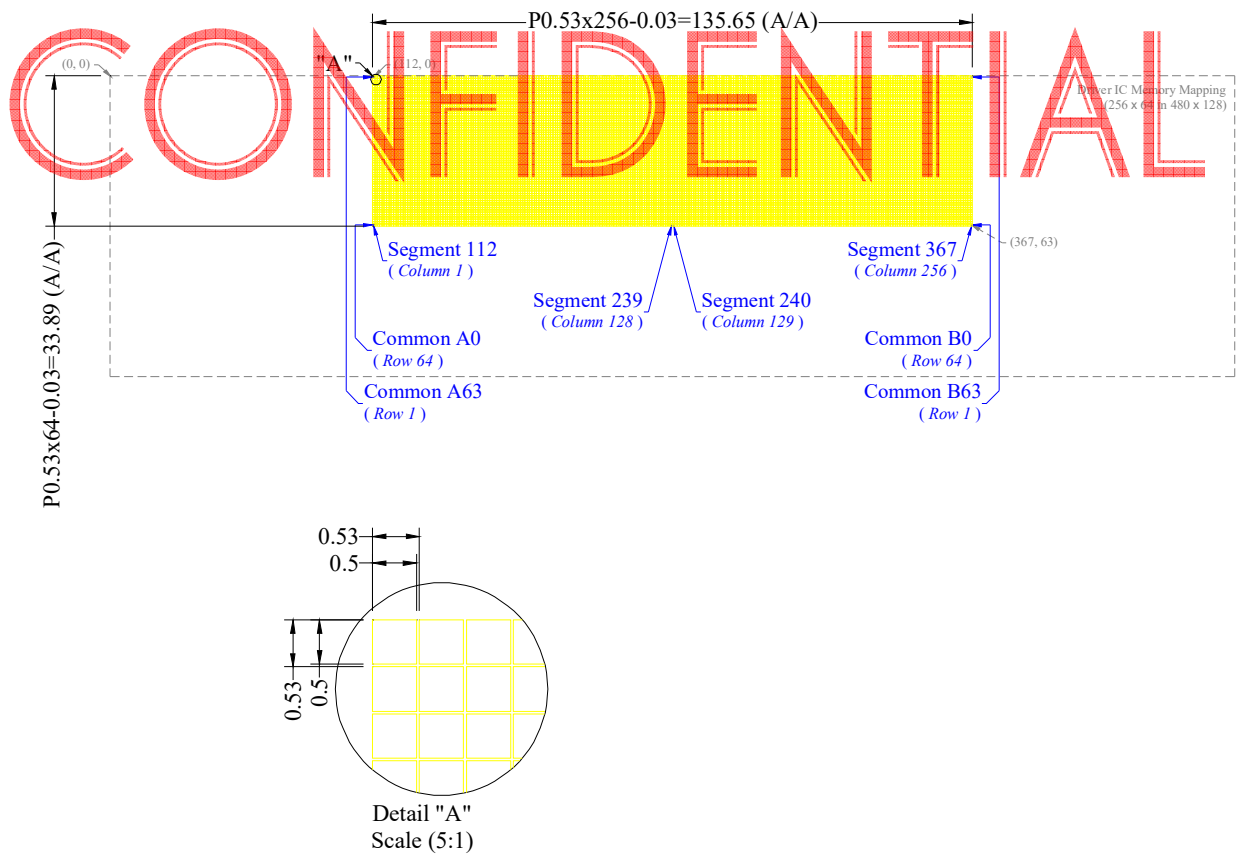 P0.53x256-0.03=135.65 (A/A)
CONFIDENTIAL
"A"
(0, 0)
(112, 0)
Driver IC Memory Mapping
(256 x 64 in 480 x 128)
P0.53x64-0.03=33.89 (A/A)
Segment 112
( Column 1 )
Segment 367
( Column 256 )
(367, 63)
Segment 239
( Column 128 )
Segment 240
( Column 129 )
Common A0
( Row 64 )
Common B0
( Row 64 )
Common A63
( Row 1 )
Common B63
( Row 1 )
0.53
0.5
0.53
0.5
Detail "A"
Scale (5:1)